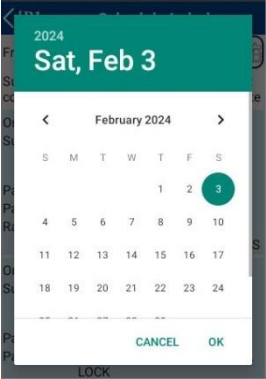 2024
Sat, Feb 3
February 2024
S M T W T F S
1 2 3
4 5 6 7 8 9 10
11 12 13 14 15 16 17
18 19 20 21 22 23 24
CANCEL OK
LOCK